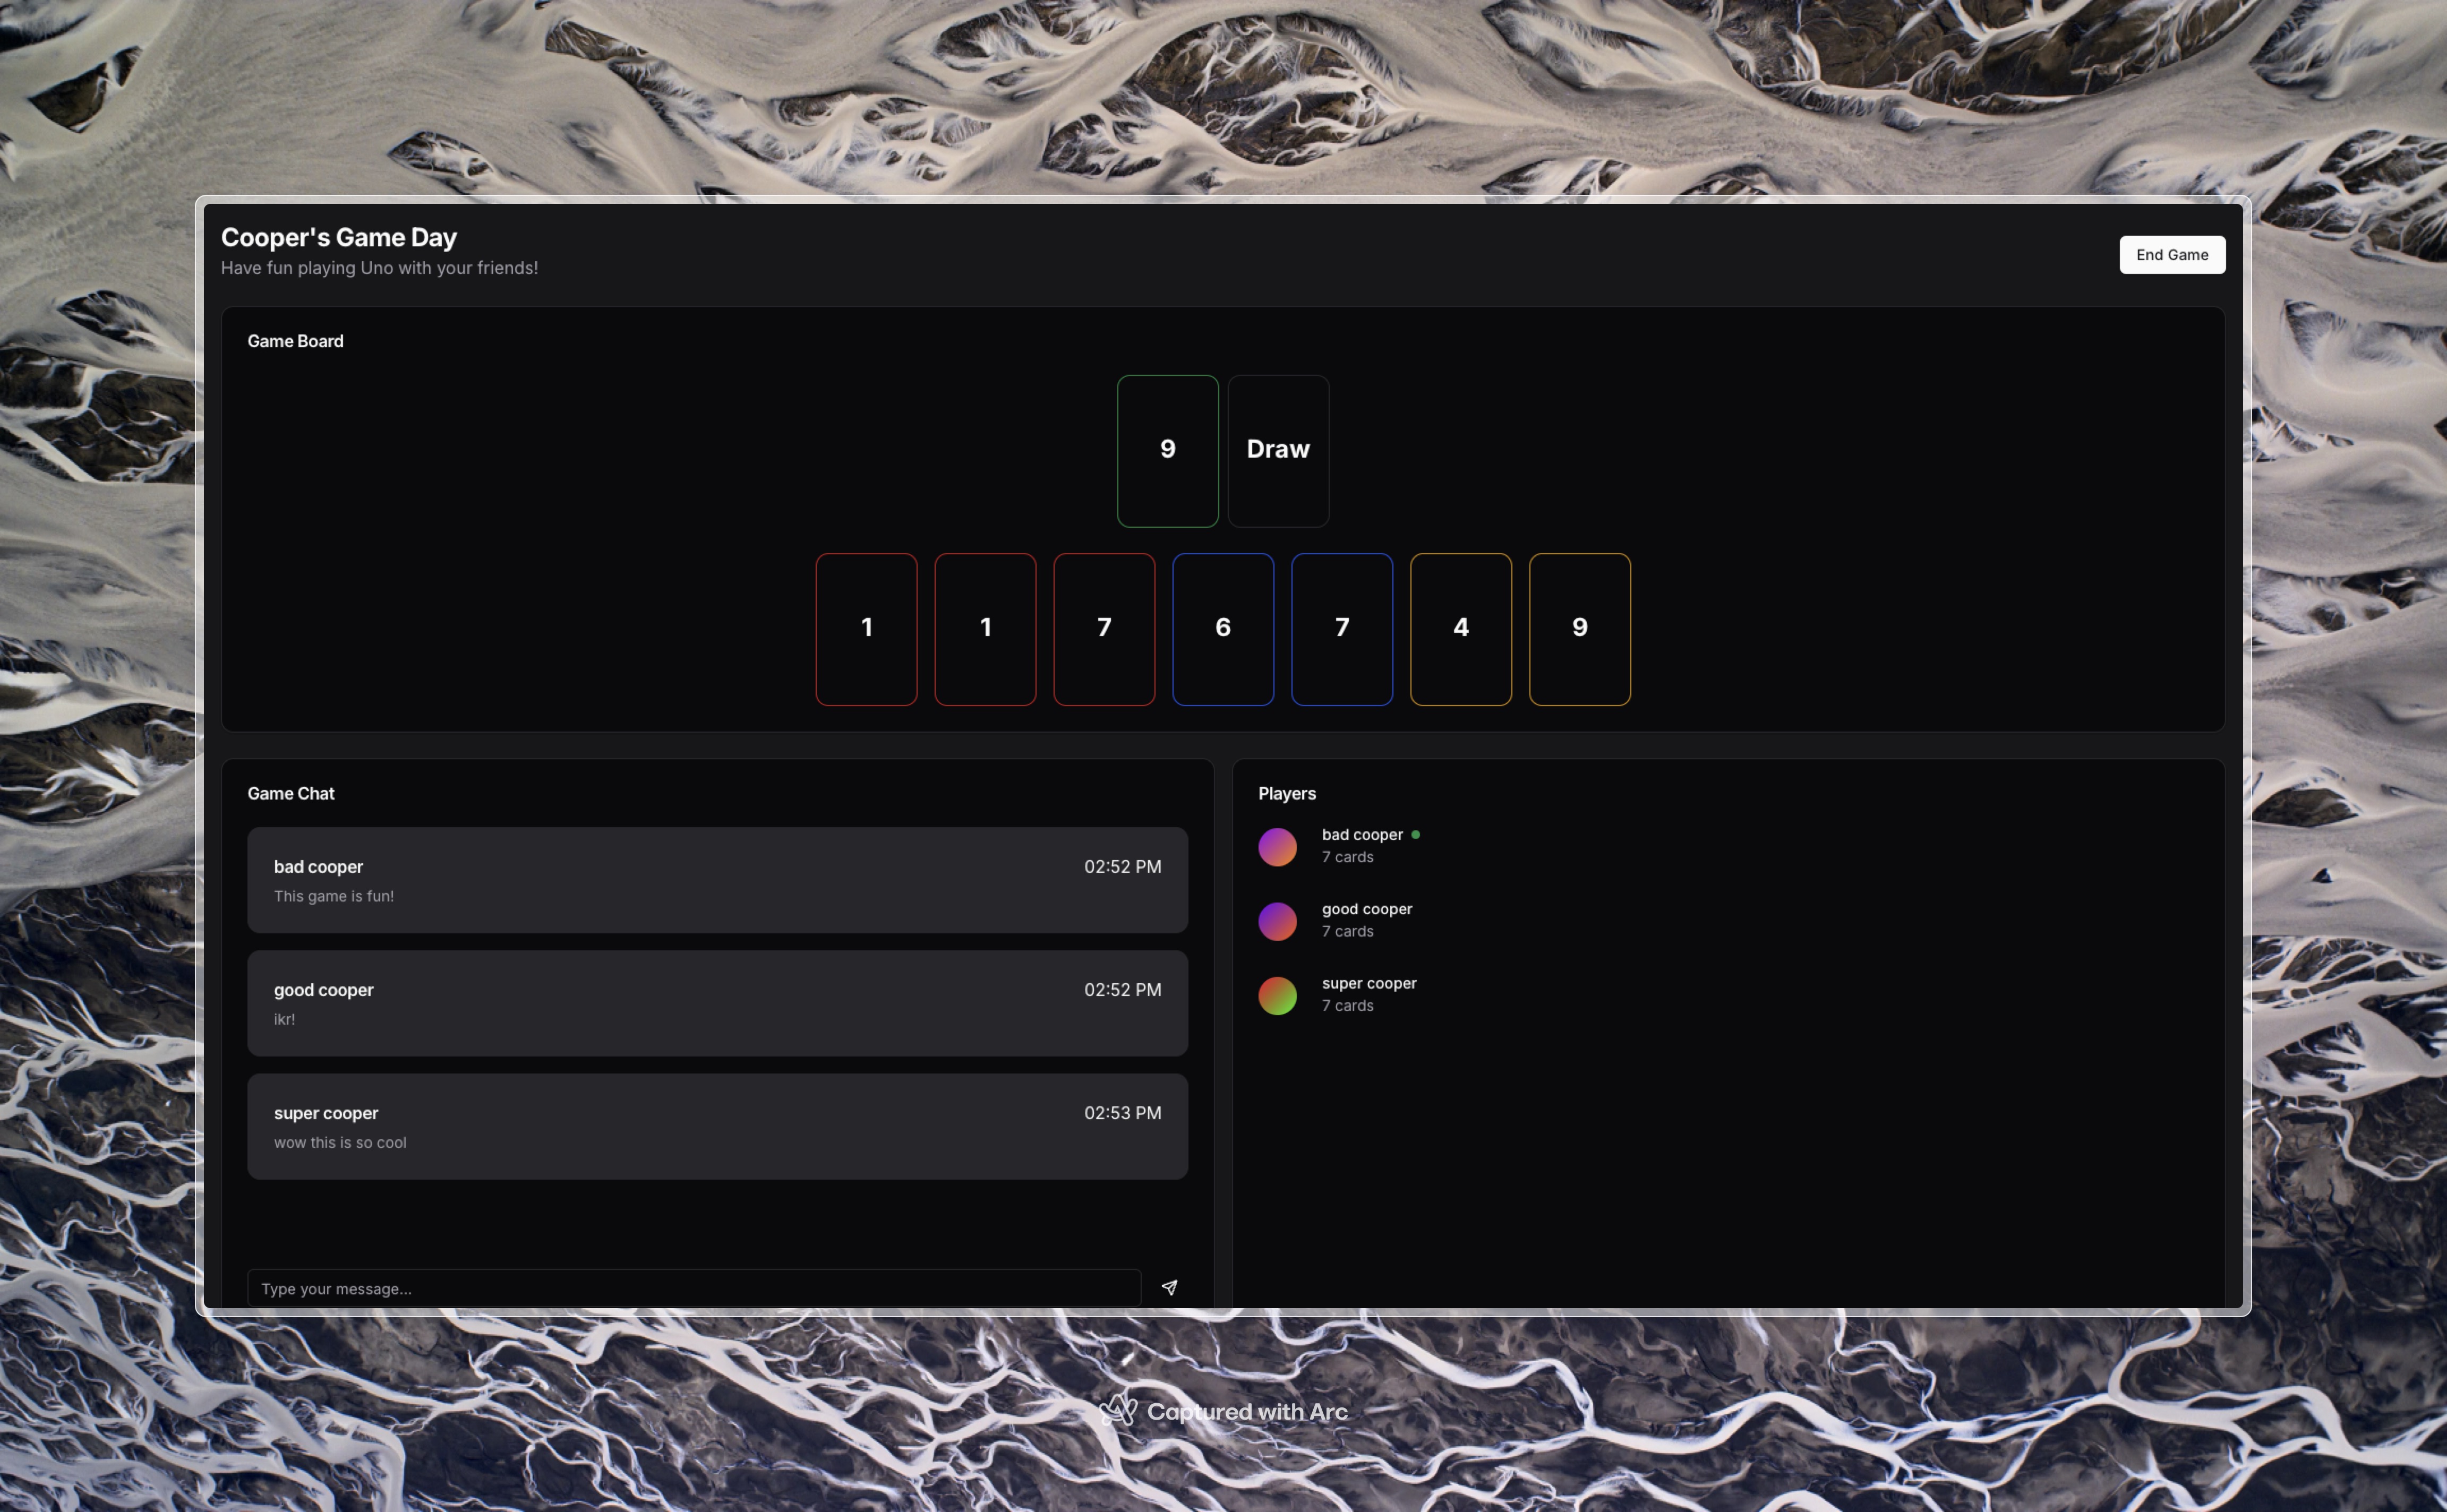 Cooper's Game Day
Have fun playing Uno with your friends!
End Game
Game Board
9
Draw
1
1
7
6
7
4
9
Game Chat
bad cooper
02:52 PM
This game is fun!
good cooper
02:52 PM
ikr!
super cooper
02:53 PM
wow this is so cool
Type your message...
Players
bad cooper
7 cards
good cooper
7 cards
super cooper
7 cards
Captured with Arc